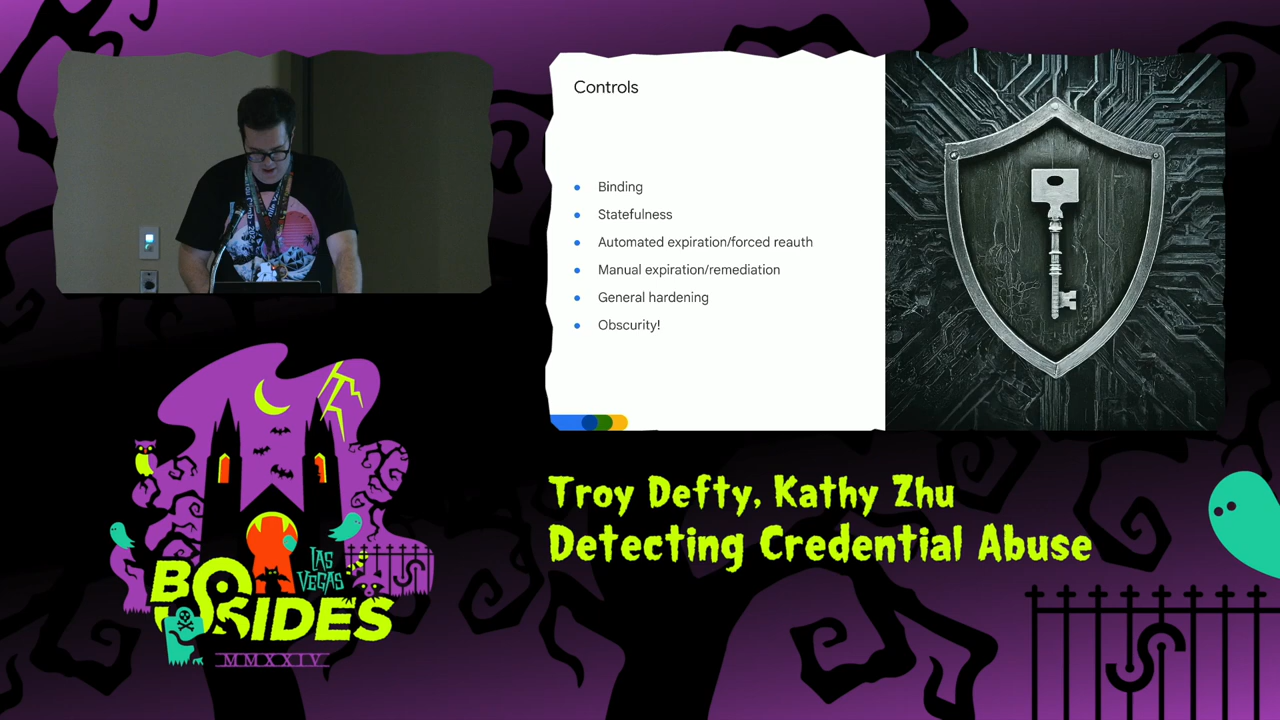 Controls
Binding
Statefulness
Automated expiration/forced reauth
Manual expiration/remediation
General hardening
Obscurity!
Troy Defty, Kathy Zhu
Detecting Credential Abuse
LAS
VEGAS
BSIDES
MMXXIV